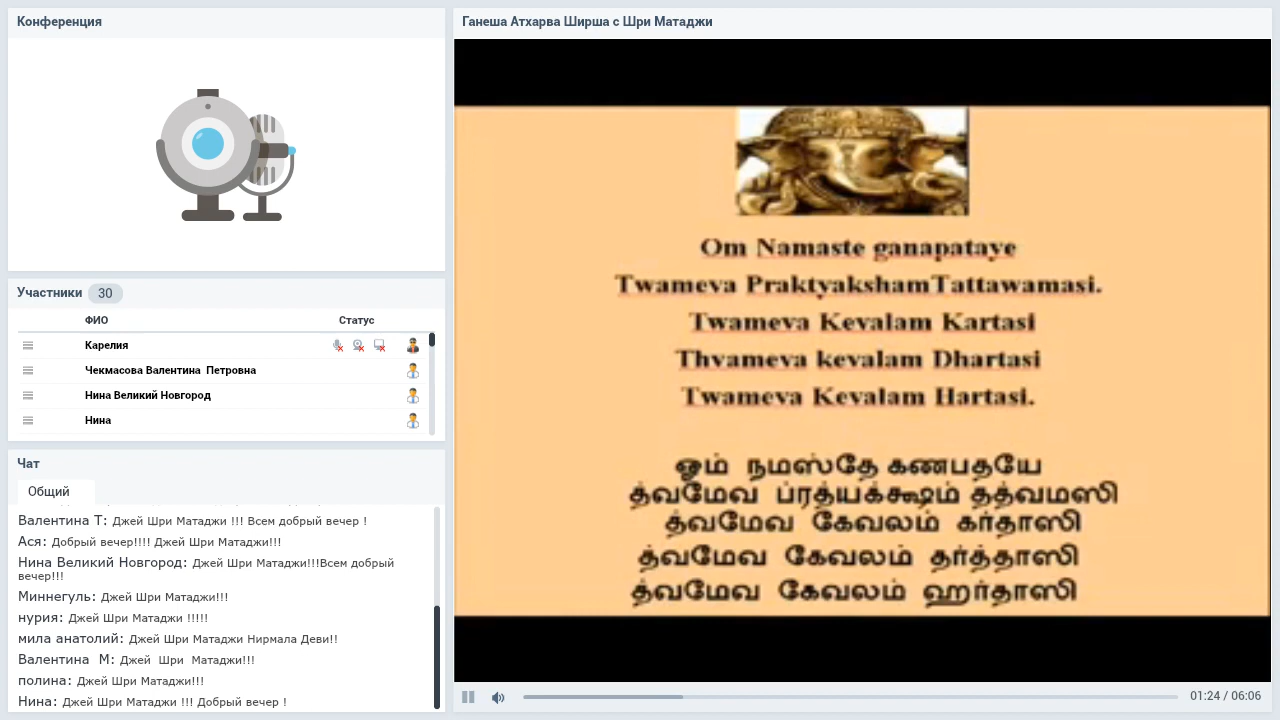 Конференция
Участники 30
ФИО Статус
Карелия
Чекмасова Валентина Петровна
Нина Великий Новгород
Нина
Чат
Общий
Валентина Т: Джей Шри Матаджи !!! Всем добрый вечер !
Ася: Добрый вечер!!!! Джей Шри Матаджи!!!
Нина Великий Новгород: Джей Шри Матаджи!!!Всем добрый
вечер!!!
Миннегуль: Джей Шри Матаджи!!!
нурия: Джей Шри Матаджи !!!!!
мила анатолий: Джей Шри Матаджи Нирмала Деви!!
Валентина М: Джей Шри Матаджи!!!
полина: Джей Шри Матаджи!!!
Нина: Джей Шри Матаджи !!! Добрый вечер !
Ганеша Атхарва Ширша с Шри Матаджи
Om Namaste ganapataye
Twameva PraktyakshamTattawamasi.
Twameva Kevalam Kartasi
Thvameva kevalam Dhartasi
Twameva Kevalam Hartasi.
ஓம் நமஸ்தே கணபதயே
த்வமேவ ப்ரத்யக்ஷம் தத்வமஸி
த்வமேவ கேவலம் கர்தாஸி
த்வமேவ கேவலம் தர்த்தாஸி
த்வமேவ கேவலம் ஹர்தாஸி
01:24 / 06:06